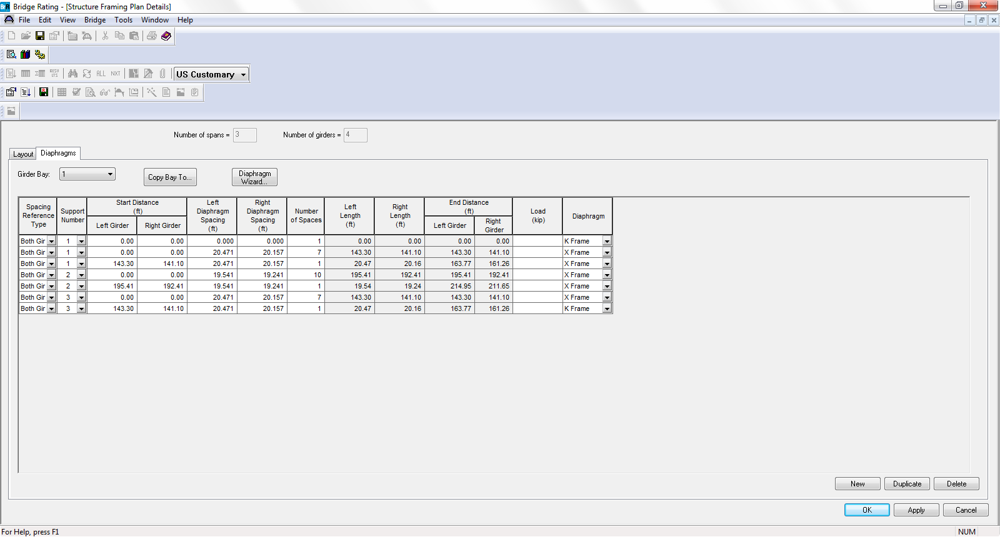 BrR Bridge Rating - [Structure Framing Plan Details]
File Edit View Bridge Tools Window Help
RESU
LTS
ALL NXT
US Customary
Number of spans = 3 Number of girders = 4
Layout Diaphragms
Girder Bay: 1 Copy Bay To... Diaphragm
Wizard...
Spacing Reference Type Support Number Start Distance (ft) Left Diaphragm Spacing (ft) Right Diaphragm Spacing (ft) Number of Spaces Left Length (ft) Right Length (ft) End Distance (ft) Load (kip) Diaphragm
Left Girder Right Girder Left Girder Right Girder
Both Gir 1 0.00 0.00 0.000 0.000 1 0.00 0.00 0.00 0.00 K Frame
Both Gir 1 0.00 0.00 20.471 20.157 7 143.30 141.10 143.30 141.10 X Frame
Both Gir 1 143.30 141.10 20.471 20.157 1 20.47 20.16 163.77 161.26 X Frame
Both Gir 2 0.00 0.00 19.541 19.241 10 195.41 192.41 195.41 192.41 X Frame
Both Gir 2 195.41 192.41 19.541 19.241 1 19.54 19.24 214.95 211.65 X Frame
Both Gir 3 0.00 0.00 20.471 20.157 7 143.30 141.10 143.30 141.10 X Frame
Both Gir 3 143.30 141.10 20.471 20.157 1 20.47 20.16 163.77 161.26 K Frame
New Duplicate Delete
OK Apply Cancel
For Help, press F1 NUM